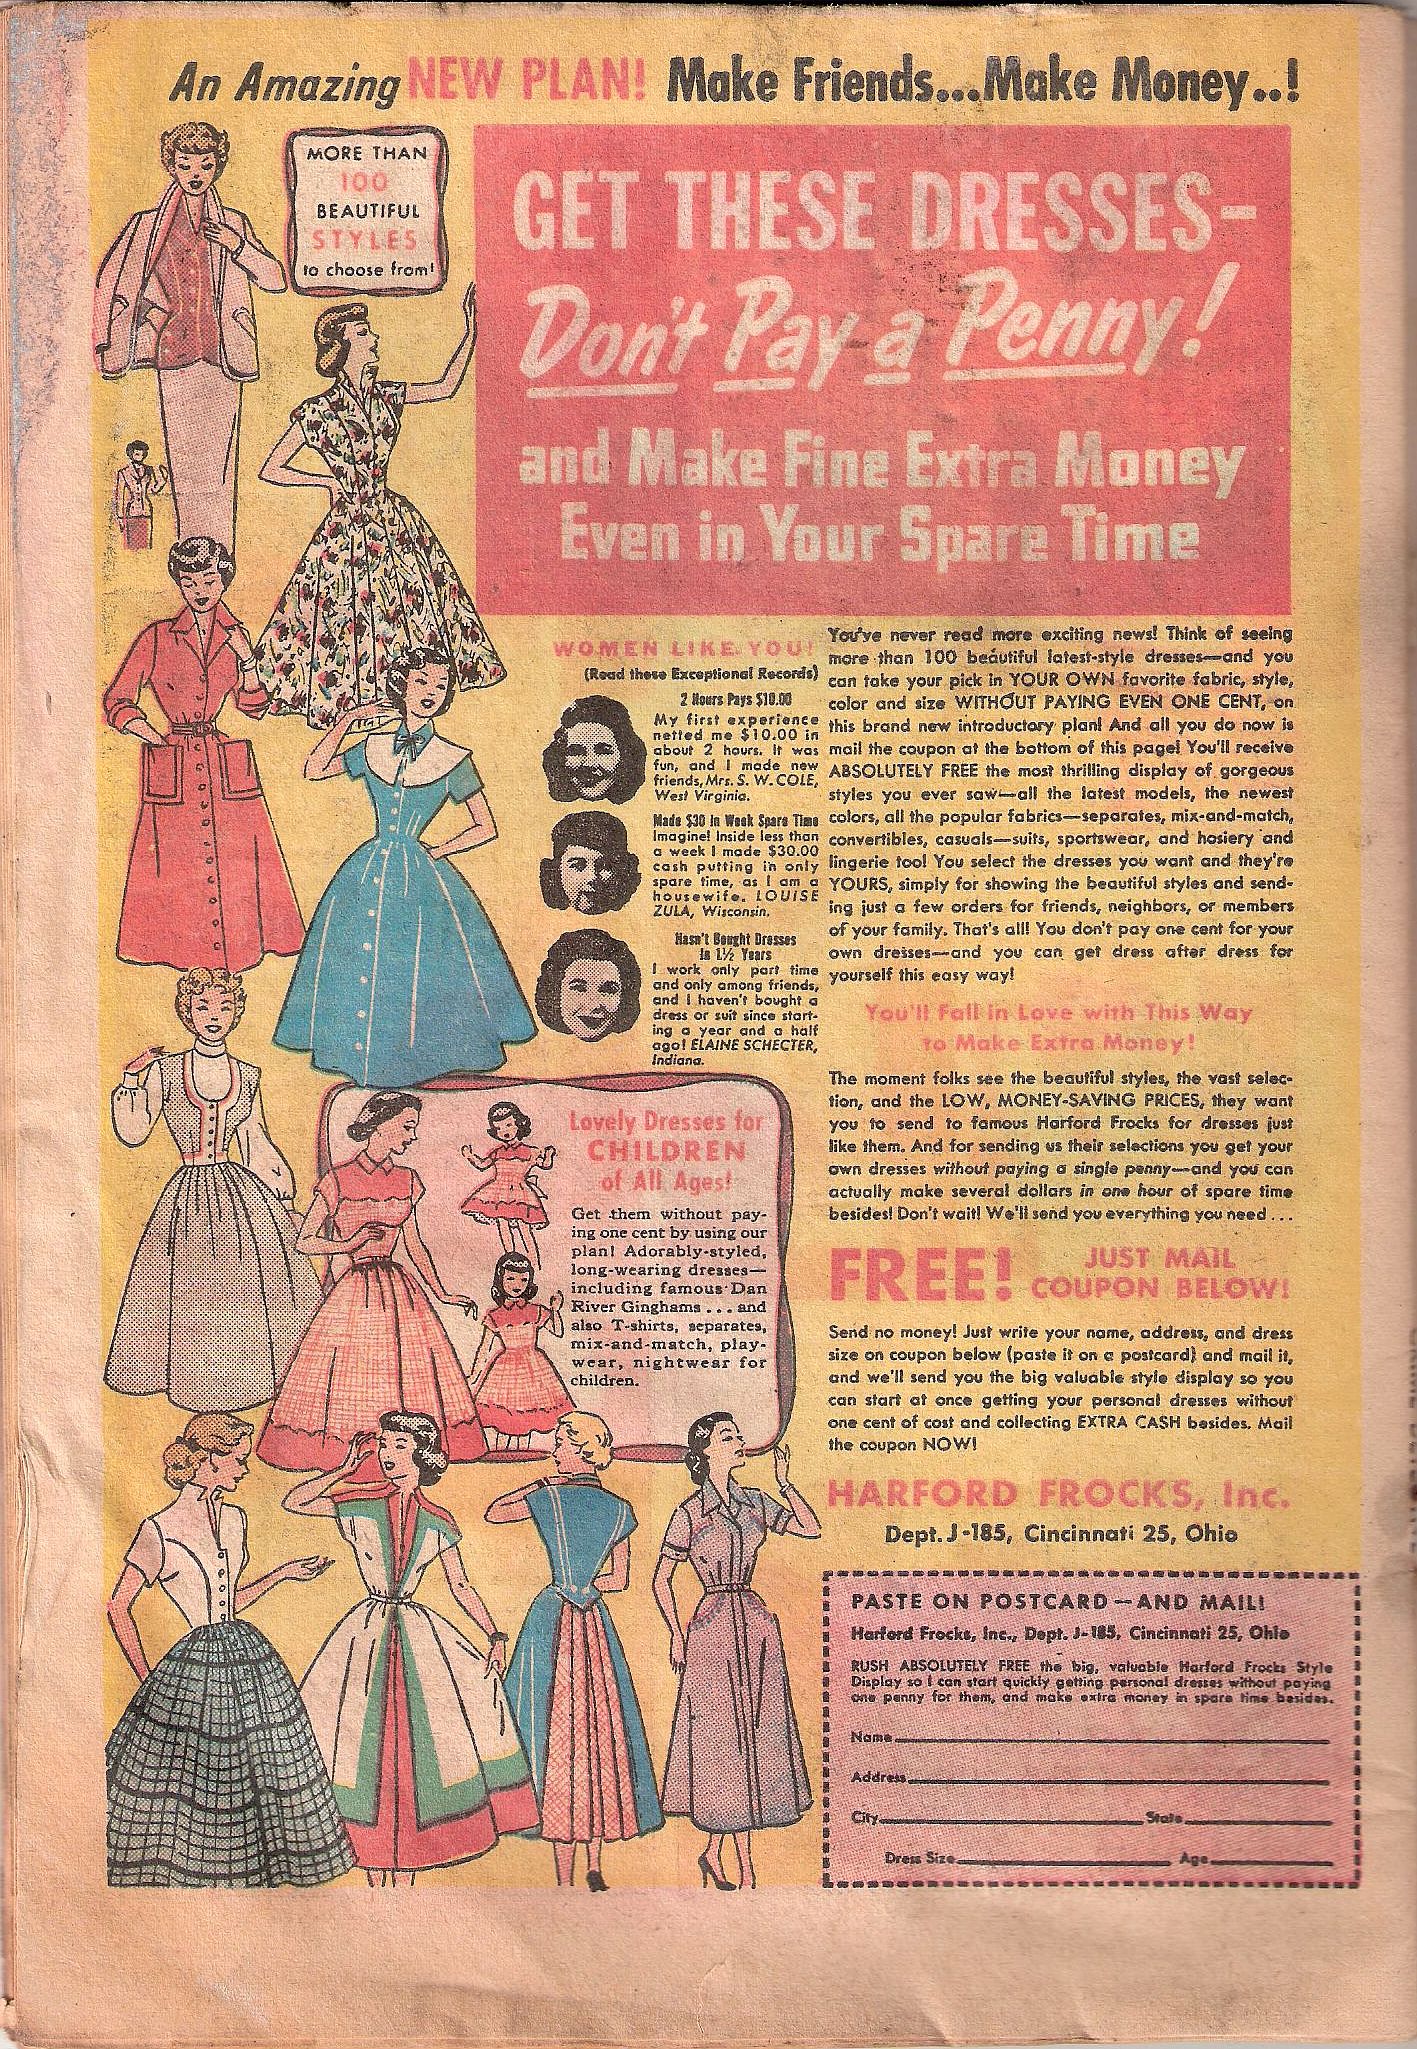 An Amazing NEW PLAN! Make Friends...Make Money..!
MORE THAN
100
BEAUTIFUL
STYLES
to choose from!
GET THESE DRESSES-
Don't Pay a Penny!
and Make Fine Extra Money
Even in Your Spare Time
WOMEN LIKE YOU!
(Read these Exceptional Records)
2 Hours Pays $10.00
My first experience
netted me $10.00 in
about 2 hours. It was
fun, and I made new
friends, Mrs. S. W. COLE,
West Virginia.
Made $30 in Week Spare Time
Imagine! Inside less than
a week I made $30.00
cash putting in only
spare time, as I am a
housewife. LOUISE
ZULA, Wisconsin.
Hasn't Bought Dresses
in 1½ Years
I work only part time
and only among friends,
and I haven't bought a
dress or suit since start-
ing a year and a half
ago! ELAINE SCHECTER,
Indiana.
You've never read more exciting news! Think of seeing
more than 100 beautiful latest-style dresses—and you
can take your pick in YOUR OWN favorite fabric, style,
color and size WITHOUT PAYING EVEN ONE CENT, on
this brand new introductory plan! And all you do now is
mail the coupon at the bottom of this page! You'll receive
ABSOLUTELY FREE the most thrilling display of gorgeous
styles you ever saw—all the latest models, the newest
colors, all the popular fabrics—separates, mix-and-match,
convertibles, casuals—suits, sportswear, and hosiery and
lingerie too! You select the dresses you want and they're
YOURS, simply for showing the beautiful styles and send-
ing just a few orders for friends, neighbors, or members
of your family. That's all! You don't pay one cent for your
own dresses—and you can get dress after dress for
yourself this easy way!
You'll Fall in Love with This Way
to Make Extra Money!
The moment folks see the beautiful styles, the vast selec-
tion, and the LOW, MONEY-SAVING PRICES, they want
you to send to famous Harford Frocks for dresses just
like them. And for sending us their selections you get your
own dresses without paying a single penny—and you can
actually make several dollars in one hour of spare time
besides! Don't wait! We'll send you everything you need ...
Lovely Dresses for
CHILDREN
of All Ages!
Get them without pay-
ing one cent by using our
plan! Adorably-styled,
long-wearing dresses—
including famous Dan
River Ginghams ... and
also T-shirts, separates,
mix-and-match, play-
wear, nightwear for
children.
FREE! JUST MAIL
COUPON BELOW!
Send no money! Just write your name, address, and dress
size on coupon below (paste it on a postcard) and mail it,
and we'll send you the big valuable style display so you
can start at once getting your personal dresses without
one cent of cost and collecting EXTRA CASH besides. Mail
the coupon NOW!
HARFORD FROCKS, Inc.
Dept. J-185, Cincinnati 25, Ohio
PASTE ON POSTCARD—AND MAIL!
Harford Frocks, Inc., Dept. J-185, Cincinnati 25, Ohio
RUSH ABSOLUTELY FREE the big, valuable Harford Frocks Style
Display so I can start quickly getting personal dresses without paying
one penny for them, and make extra money in spare time besides.
Name
Address
City State
Dress Size Age